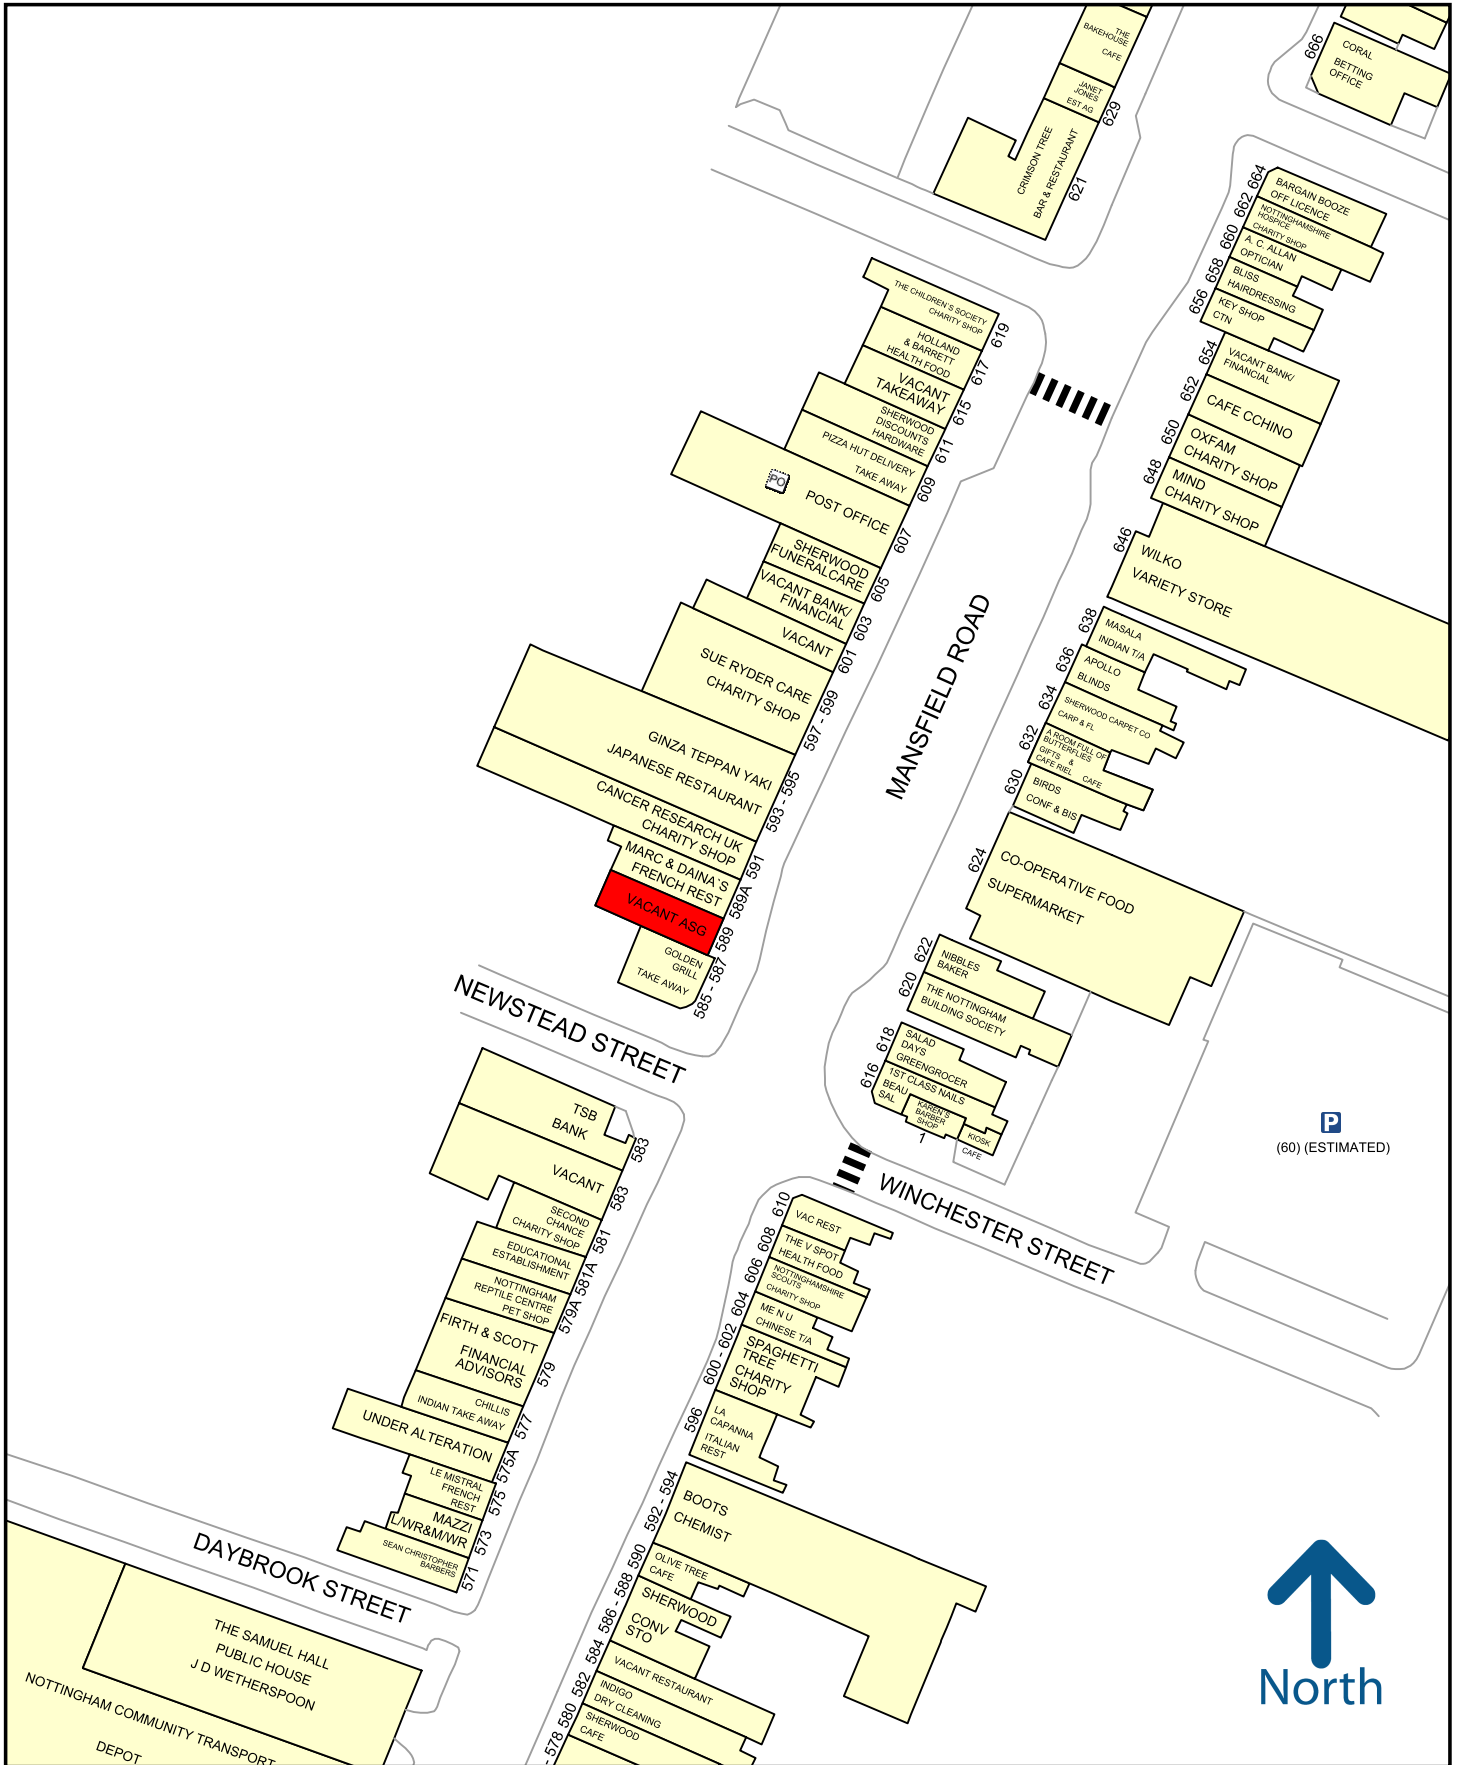 THE
BAKEHOUSE
CAFE
JANET
JONES
EST AG
629
CRIMSON TREE
BAR & RESTAURANT
621
666
CORAL
BETTING
OFFICE
664
BARGAIN BOOZE
OFF LICENCE
662
NOTTINGHAMSHIRE
HOSPICE
CHARITY SHOP
660
A. C. ALLAN
OPTICIAN
658
BLISS
HAIRDRESSING
656
KEY SHOP
CTN
654
VACANT BANK/
FINANCIAL
652
CAFE CCHINO
650
OXFAM
CHARITY SHOP
648
MIND
CHARITY SHOP
646
WILKO
VARIETY STORE
638
MASALA
INDIAN T/A
636
APOLLO
BLINDS
634
SHERWOOD CARPET CO
CARP & FL
632
A ROOM FULL OF
BUTTERFLIES
GIFTS &
CAFE RIEL CAFE
630
BIRDS
CONF & BIS
624
CO-OPERATIVE FOOD
SUPERMARKET
622
NIBBLES
BAKER
620
THE NOTTINGHAM
BUILDING SOCIETY
618
SALAD
DAYS
GREENGROCER
616
1ST CLASS NAILS
BEAU
SAL
KAREN'S
BARBER
SHOP
1
KIOSK
CAFE
THE CHILDREN`S SOCIETY
CHARITY SHOP
619
HOLLAND
& BARRETT
HEALTH FOOD
617
VACANT
TAKEAWAY
615
SHERWOOD
DISCOUNTS
HARDWARE
611
PIZZA HUT DELIVERY
TAKE AWAY
609
PO
POST OFFICE
607
SHERWOOD
FUNERALCARE
605
VACANT BANK/
FINANCIAL
603
VACANT
601
SUE RYDER CARE
CHARITY SHOP
597 - 599
GINZA TEPPAN YAKI
JAPANESE RESTAURANT
593 - 595
CANCER RESEARCH UK
CHARITY SHOP
591
MARC & DAINA`S
FRENCH REST
589A
VACANT ASG
589
GOLDEN
GRILL
TAKE AWAY
585 - 587
MANSFIELD ROAD
NEWSTEAD STREET
P
(60) (ESTIMATED)
WINCHESTER STREET
TSB
BANK
583
VACANT
583
SECOND
CHANCE
CHARITY SHOP
581
EDUCATIONAL
ESTABLISHMENT
581A
NOTTINGHAM
REPTILE CENTRE
PET SHOP
579A
FIRTH & SCOTT
FINANCIAL
ADVISORS
579
CHILLIS
INDIAN TAKE AWAY
577
UNDER ALTERATION
575A
LE MISTRAL
FRENCH
REST
575
MAZZI
L/WR&M/WR
573
SEAN CHRISTOPHER
BARBERS
571
610
VAC REST
608
THE V SPOT
HEALTH FOOD
606
NOTTINGHAMSHIRE
SCOUTS
CHARITY SHOP
604
ME N U
CHINESE T/A
600 - 602
SPAGHETTI
TREE
CHARITY
SHOP
596
LA
CAPANNA
ITALIAN
REST
592 - 594
BOOTS
CHEMIST
590
OLIVE TREE
CAFE
586 - 588
SHERWOOD
CONV
STO
584
VACANT RESTAURANT
582
INDIGO
DRY CLEANING
- 578 580
SHERWOOD
CAFE
DAYBROOK STREET
THE SAMUEL HALL
PUBLIC HOUSE
J D WETHERSPOON
NOTTINGHAM COMMUNITY TRANSPORT
DEPOT
North